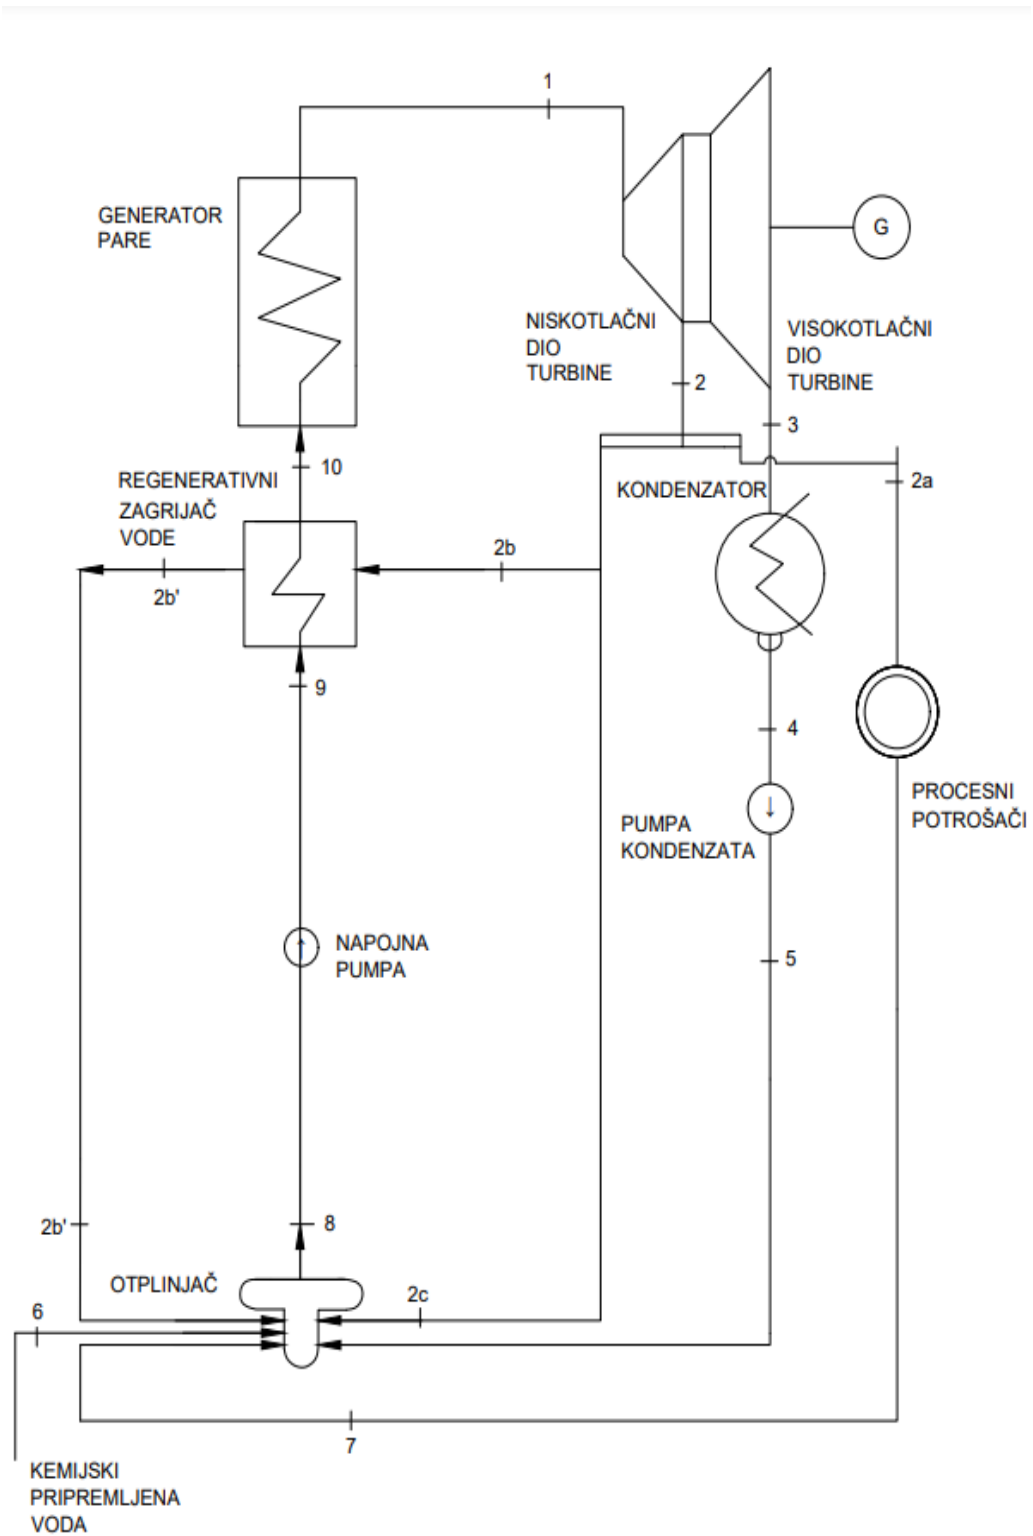 1
GENERATOR
PARE
G
NISKOTLAČNI
DIO
TURBINE
VISOKOTLAČNI
DIO
TURBINE
2
3
10
REGENERATIVNI
ZAGRIJAČ
VODE
KONDENZATOR
2a
2b
2b'
9
4
PROCESNI
POTROŠAČI
PUMPA
KONDENZATA
NAPOJNA
PUMPA
5
2b'
8
OTPLINJAČ
2c
6
7
KEMIJSKI
PRIPREMLJENA
VODA